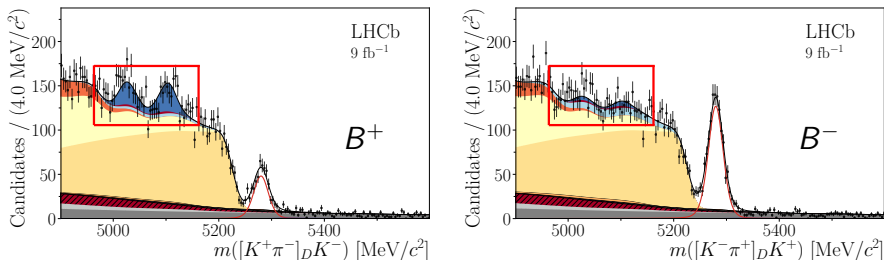 LHCb
9 fb⁻¹
B⁺
Candidates / (4.0 MeV/c²)
200
150
100
50
0
5000
5200
5400
m([K⁺π⁻]_D K⁻) [MeV/c²]
LHCb
9 fb⁻¹
B⁻
Candidates / (4.0 MeV/c²)
200
150
100
50
0
5000
5200
5400
m([K⁻π⁺]_D K⁺) [MeV/c²]